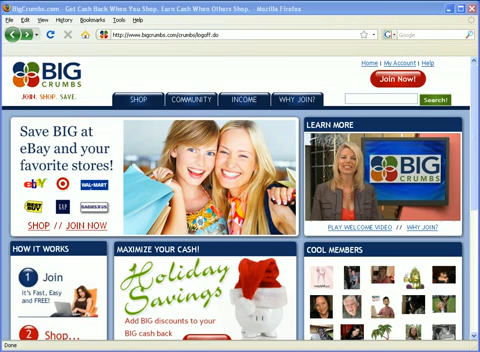 BigCrumbs.com - Get Cash Back When You Shop. Earn Cash When Others Shop. - Mozilla Firefox
File Edit View History Bookmarks Tools Help
http://www.bigcrumbs.com/crumbs/logoff.do
Google
BIG
CRUMBS
JOIN. SHOP. SAVE.
Home | My Account | Help
Join Now!
SHOP COMMUNITY INCOME WHY JOIN?
Search!
Save BIG at
eBay and your
favorite stores!
ebY
WAL-MART
BEST
BUY
GAP
SHOP // JOIN NOW
LEARN MORE
BIG
CRUMBS
PLAY WELCOME VIDEO // WHY JOIN?
HOW IT WORKS
1 Join
It's Fast, Easy
and FREE!
2 Shop...
MAXIMIZE YOUR CASH!
Holiday
Savings
Add BIG discounts to your
BIG cash back
COOL MEMBERS
Done